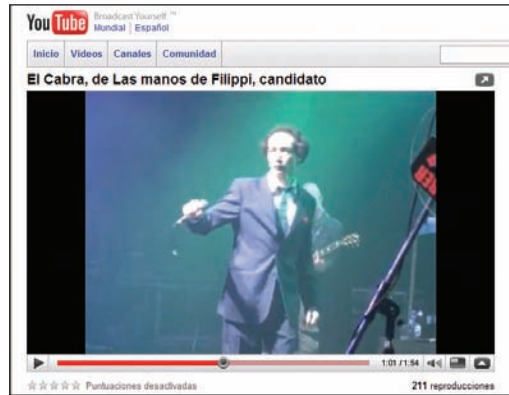 You Tube Broadcast Yourself ™
Mundial | Español
Inicio Videos Canales Comunidad
El Cabra, de Las manos de Filippi, candidato
1:01 / 1:54
Puntuaciones desactivadas 211 reproducciones